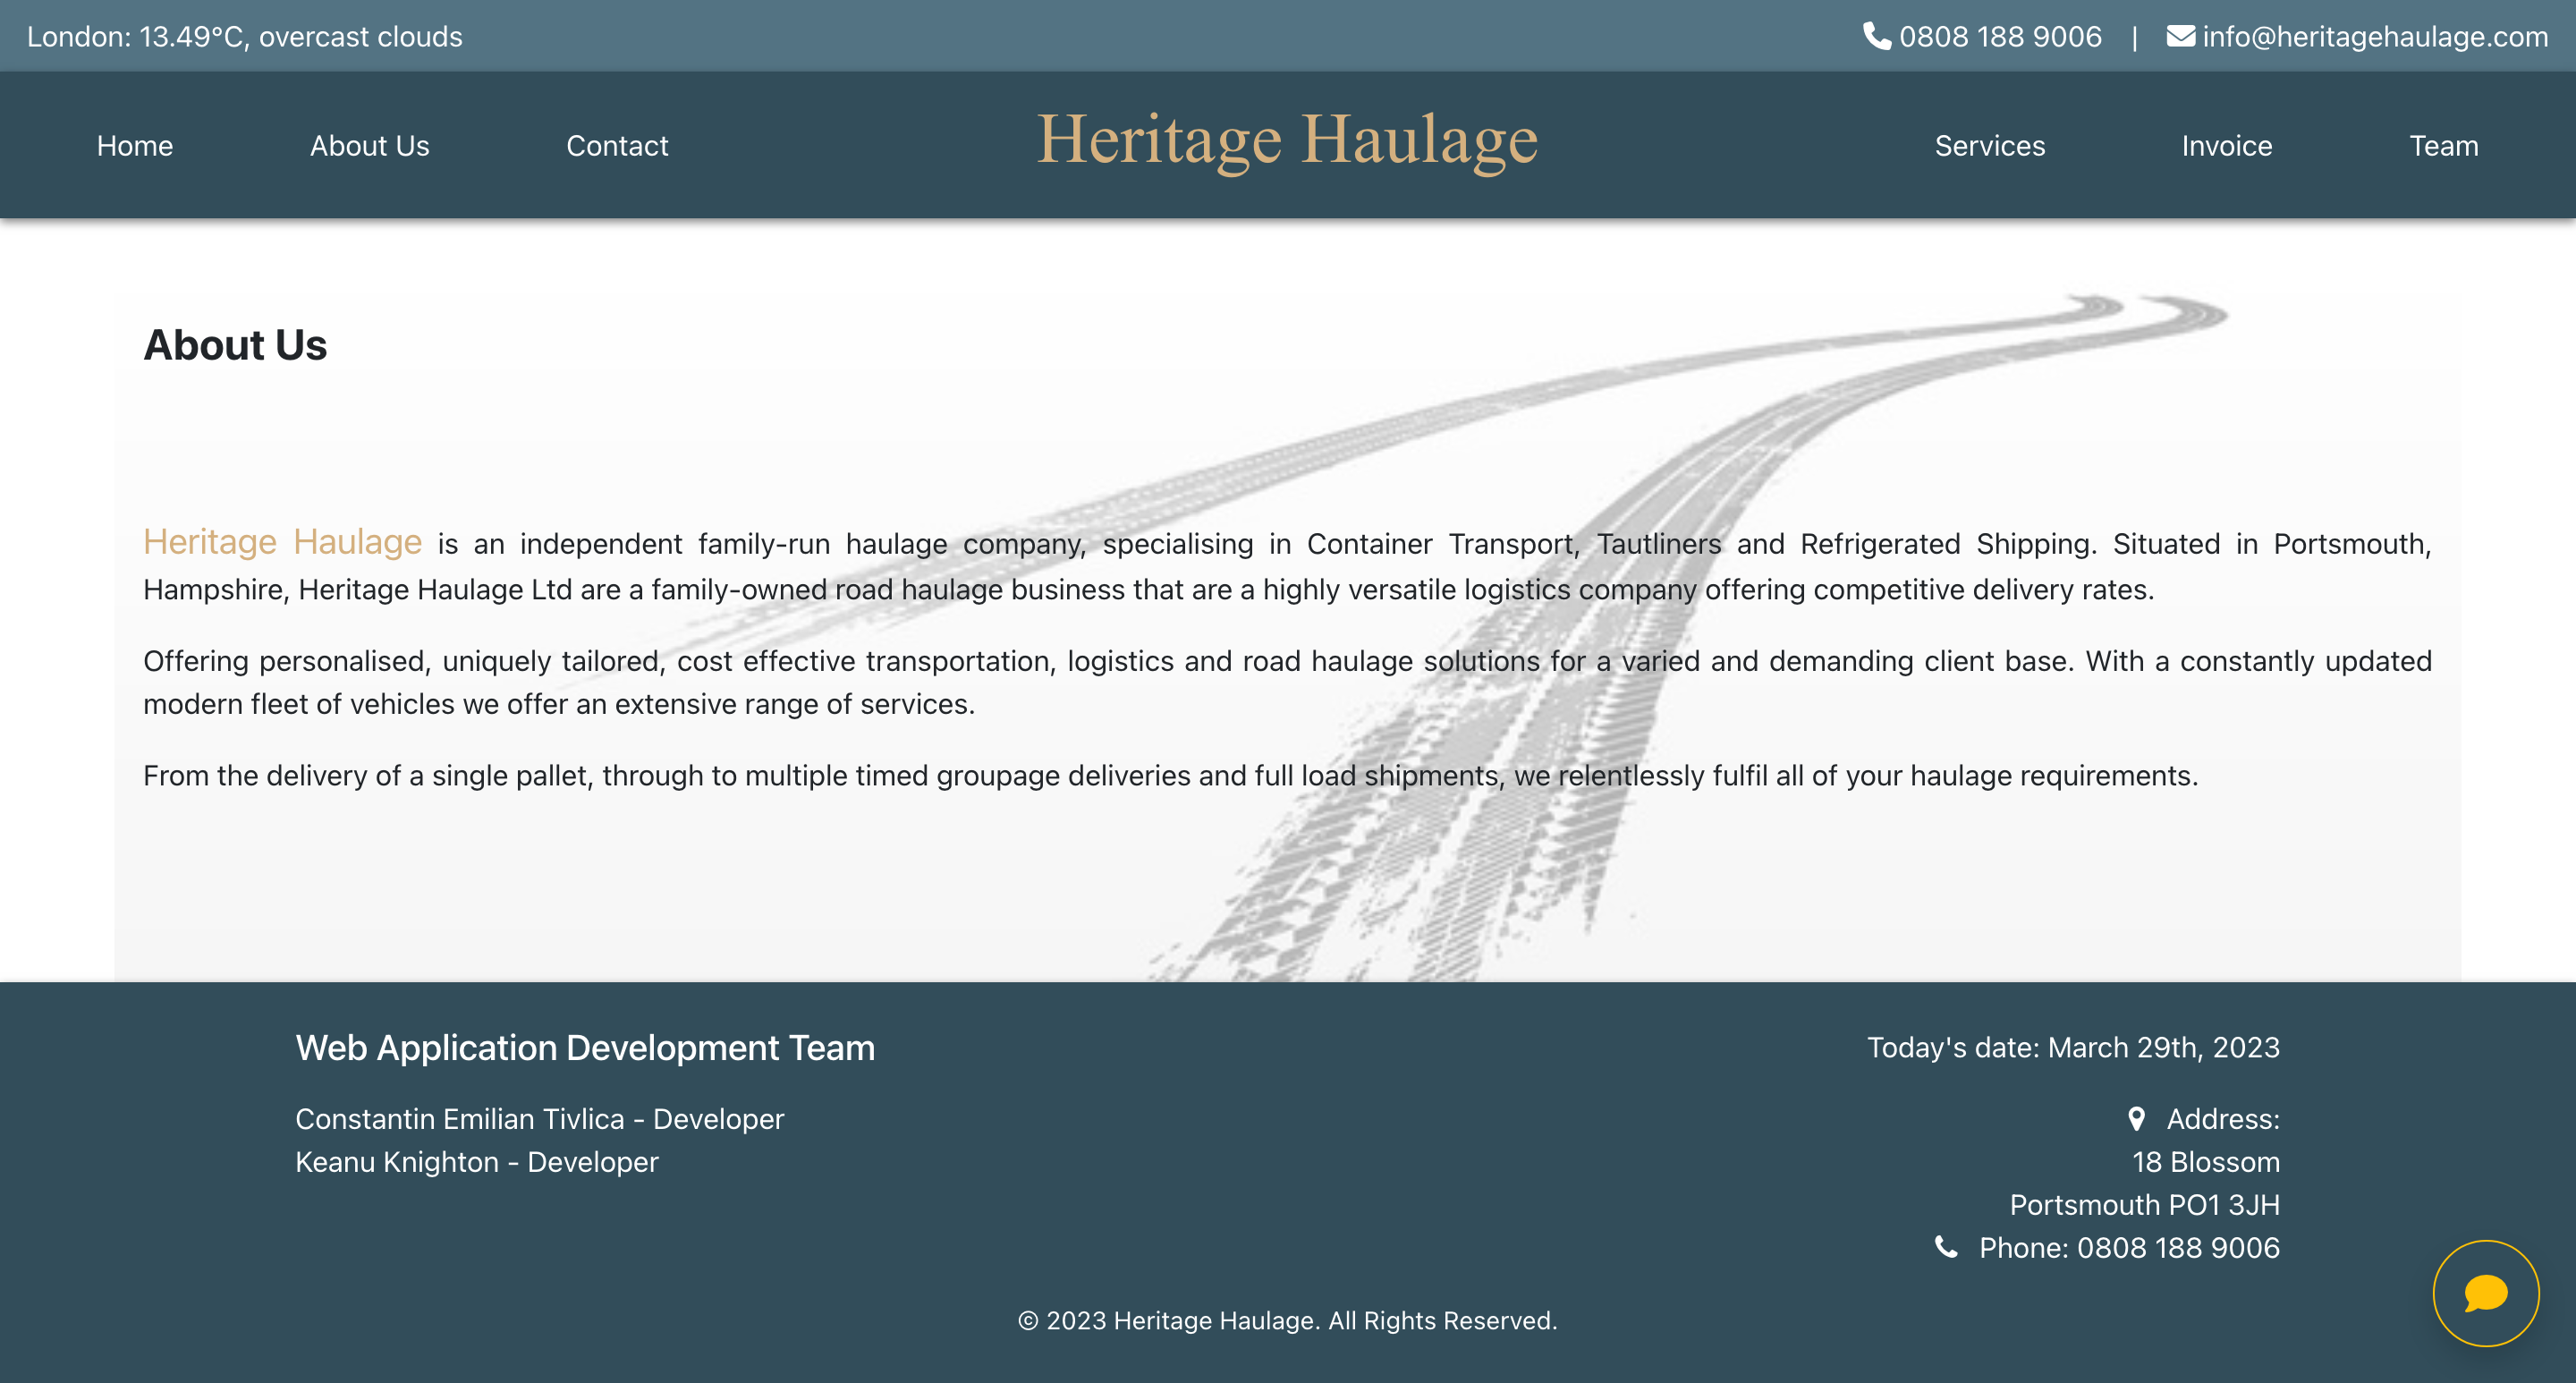 London: 13.49°C, overcast clouds
0808 188 9006 | info@heritagehaulage.com
Home About Us Contact Heritage Haulage Services Invoice Team
About Us
Heritage Haulage is an independent family-run haulage company, specialising in Container Transport, Tautliners and Refrigerated Shipping. Situated in Portsmouth,
Hampshire, Heritage Haulage Ltd are a family-owned road haulage business that are a highly versatile logistics company offering competitive delivery rates.
Offering personalised, uniquely tailored, cost effective transportation, logistics and road haulage solutions for a varied and demanding client base. With a constantly updated
modern fleet of vehicles we offer an extensive range of services.
From the delivery of a single pallet, through to multiple timed groupage deliveries and full load shipments, we relentlessly fulfil all of your haulage requirements.
Web Application Development Team
Constantin Emilian Tivlica - Developer
Keanu Knighton - Developer
Today's date: March 29th, 2023
Address:
18 Blossom
Portsmouth PO1 3JH
Phone: 0808 188 9006
© 2023 Heritage Haulage. All Rights Reserved.